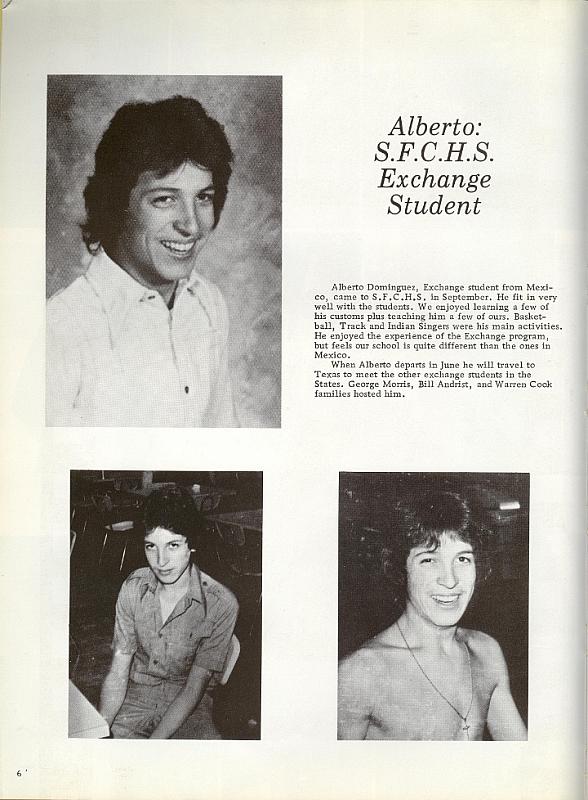 Alberto:
S.F.C.H.S.
Exchange
Student
Alberto Dominguez, Exchange student from Mexi-
co, came to S.F.C.H.S. in September. He fit in very
well with the students. We enjoyed learning a few of
his customs plus teaching him a few of ours. Basket-
ball, Track and Indian Singers were his main activities.
He enjoyed the experience of the Exchange program,
but feels our school is quite different than the ones in
Mexico.
When Alberto departs in June he will travel to
Texas to meet the other exchange students in the
States. George Morris, Bill Andrist, and Warren Cook
families hosted him.
6